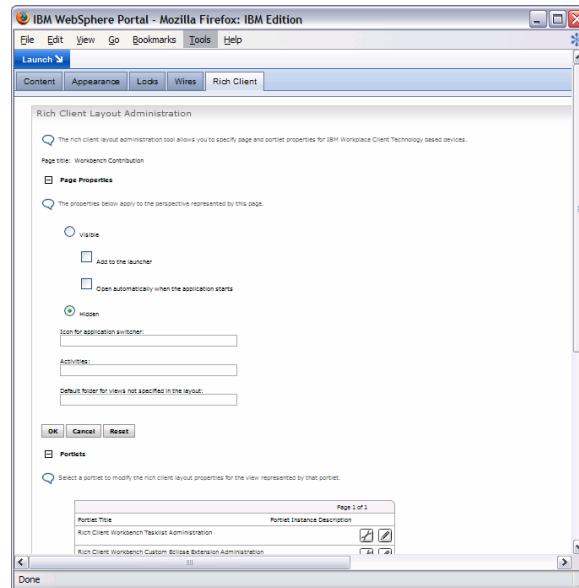 IBM WebSphere Portal - Mozilla Firefox: IBM Edition
File Edit View Go Bookmarks Tools Help
Launch
Content Appearance Locks Wires Rich Client
Rich Client Layout Administration
The rich client layout administration tool allows you to specify page and portlet properties for IBM Workplace Client Technology based devices.
Page title: Workbench Contribution
Page Properties
The properties below apply to the perspective represented by this page.
Visible
Add to the launcher
Open automatically when the application starts
Hidden
Icon for application switcher:
Activities:
Default folder for views not specified in the layout:
OK Cancel Reset
Portlets
Select a portlet to modify the rich client layout properties for the view represented by that portlet.
Page 1 of 1
Portlet Title Portlet Instance Description
Rich Client Workbench Tasklist Administration
Rich Client Workbench Custom Eclipse Extension Administration
Done